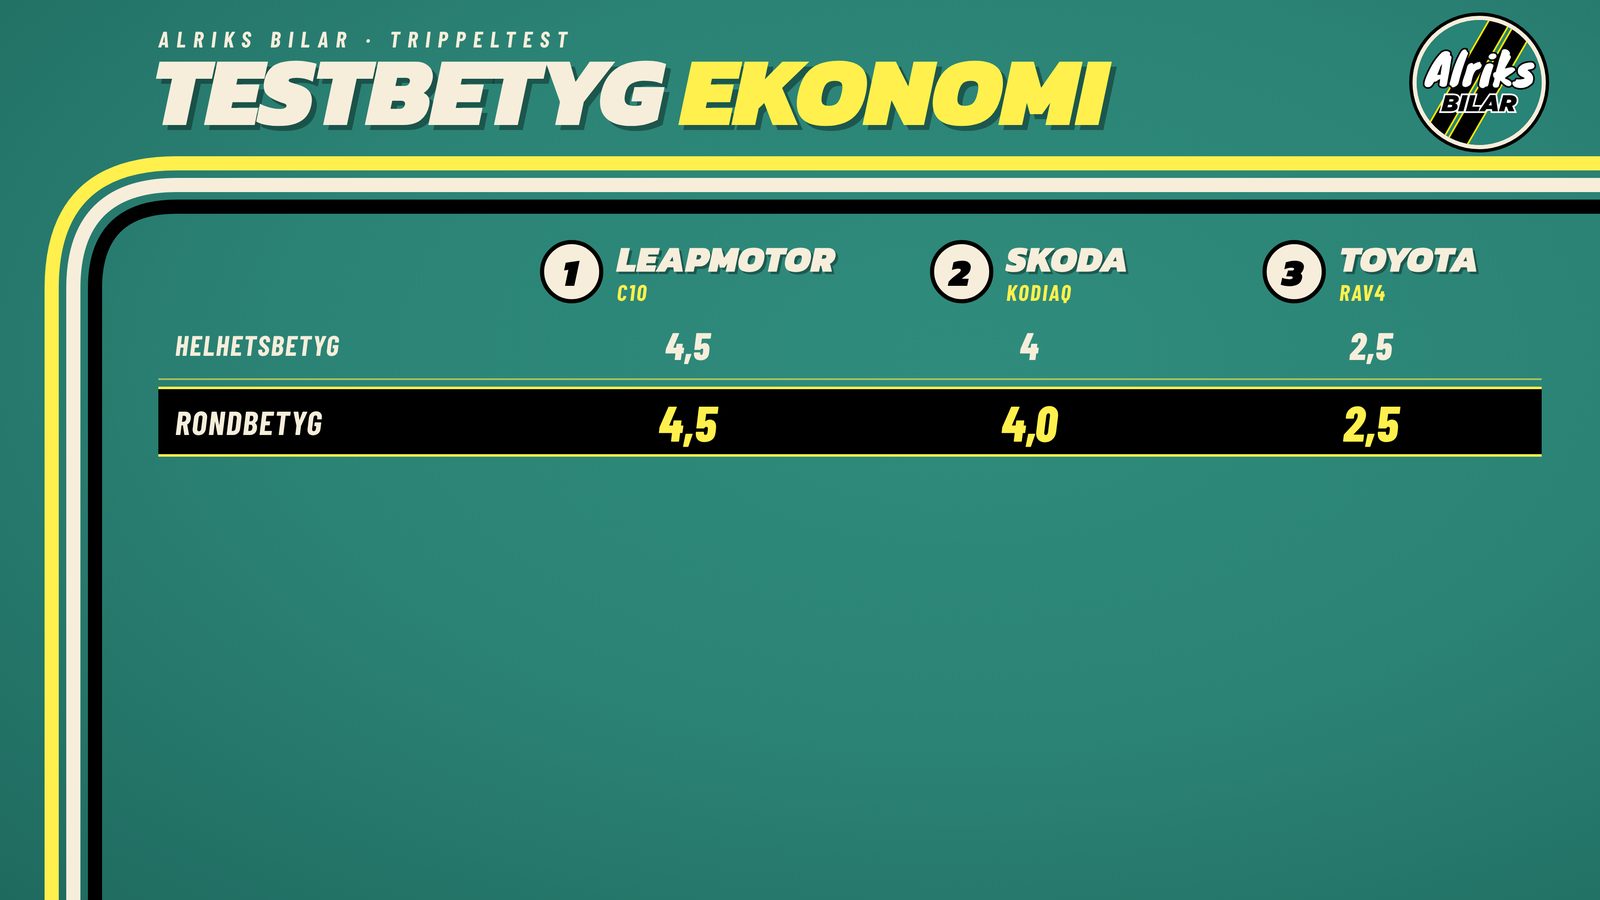 ALRIKS BILAR · TRIPPELTEST
TESTBETYG EKONOMI
Alriks
BILAR
1 LEAPMOTOR 2 SKODA 3 TOYOTA
C10 KODIAQ RAV4
HELHETSBETYG 4,5 4 2,5
RONDBETYG 4,5 4,0 2,5